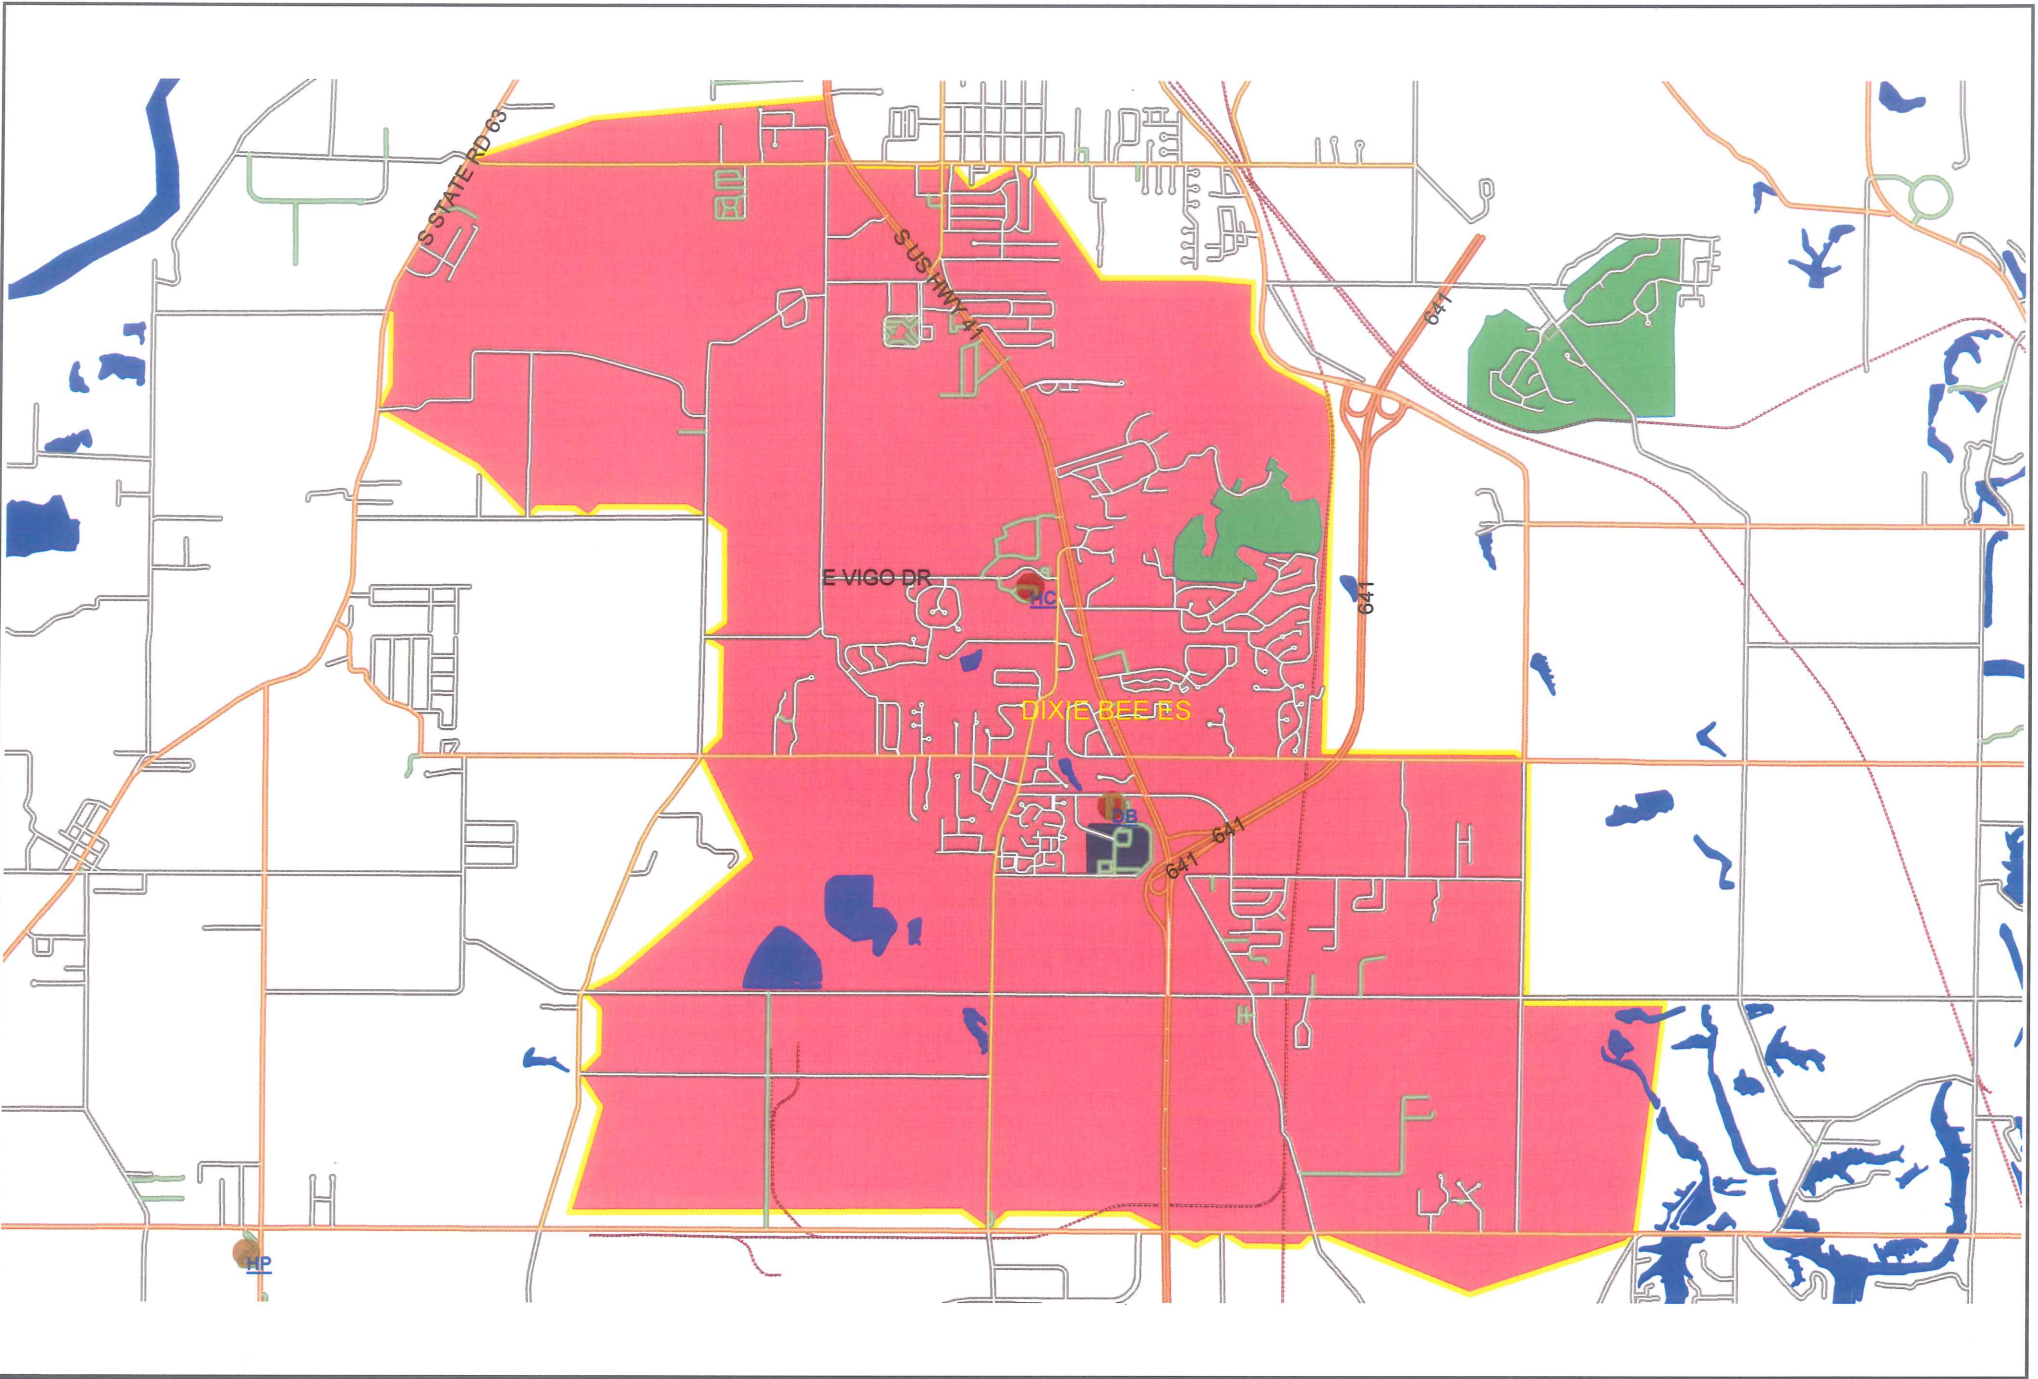 S STATE RD 63
S US HWY 41
641
E VIGO DR
HC
641
DIXIE BEE ES
DB
641
641
HP